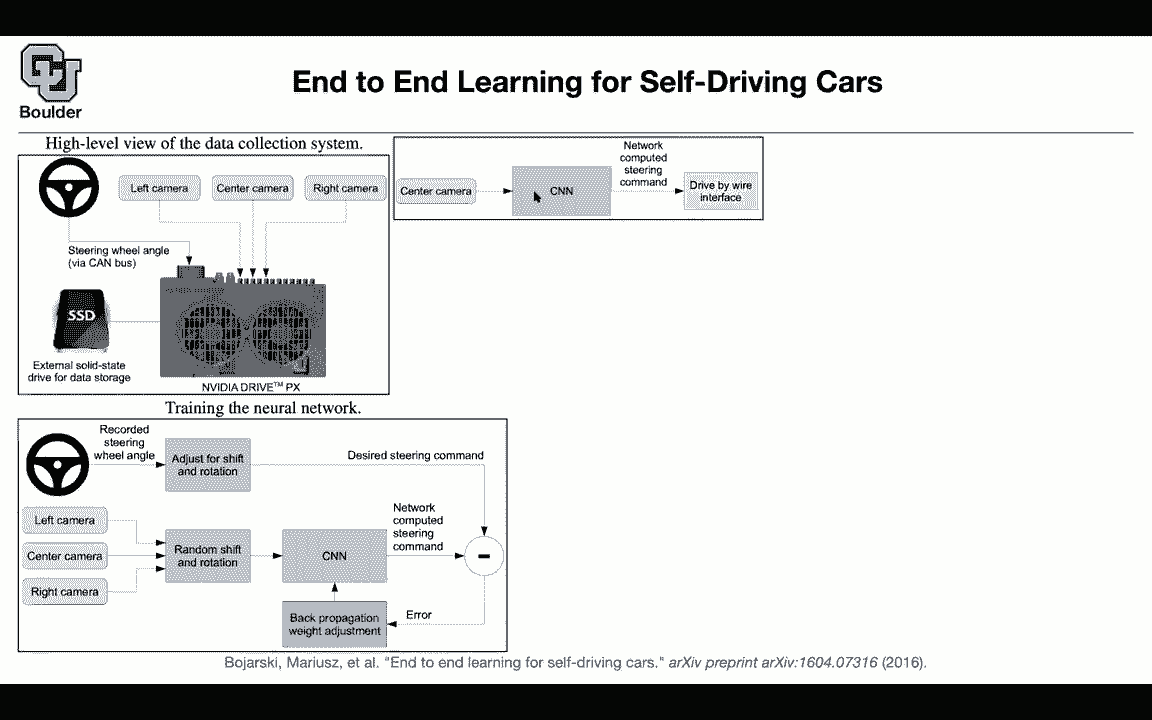 CU
Boulder
End to End Learning for Self-Driving Cars
High-level view of the data collection system.
Left camera
Center camera
Right camera
Steering wheel angle
(via CAN bus)
SSD
External solid-state
drive for data storage
NVIDIA DRIVE™ PX
Center camera
CNN
Network
computed
steering
command
Drive by wire
interface
Training the neural network.
Recorded
steering
wheel angle
Adjust for shift
and rotation
Desired steering command
Left camera
Center camera
Right camera
Random shift
and rotation
CNN
Network
computed
steering
command
-
Back propagation
weight adjustment
Error
Bojarski, Mariusz, et al. "End to end learning for self-driving cars." arXiv preprint arXiv:1604.07316 (2016).